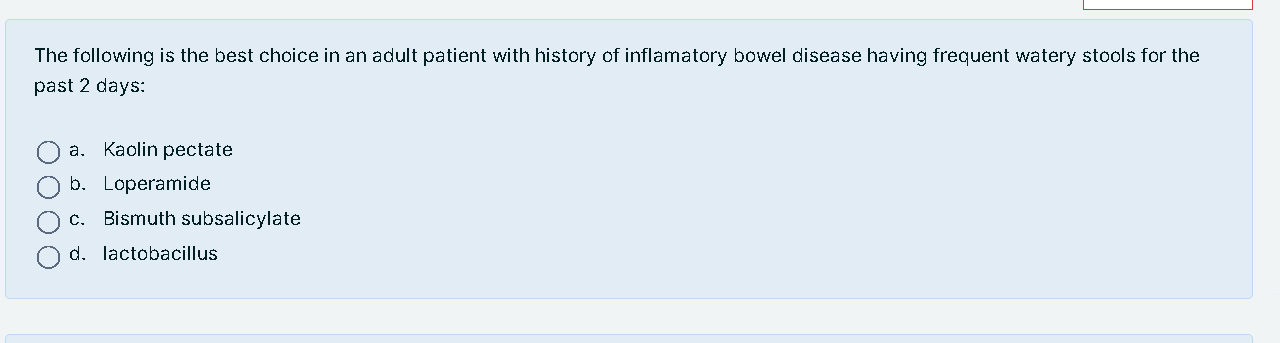 The following is the best choice in an adult patient with history of inflamatory bowel disease having frequent watery stools for the
past 2 days:
a. Kaolin pectate
b. Loperamide
c. Bismuth subsalicylate
d. lactobacillus